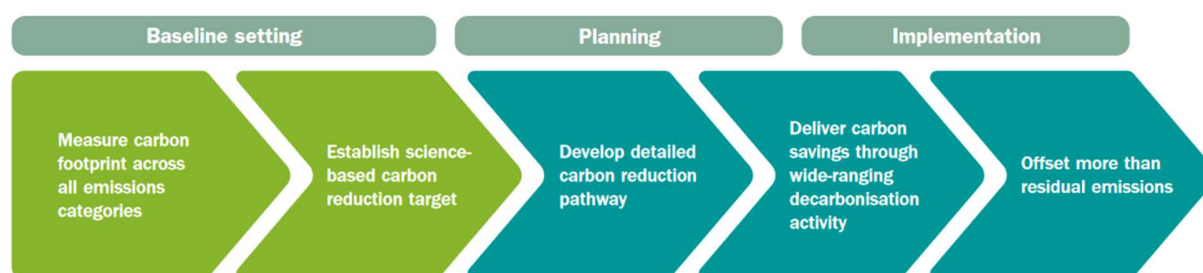 Baseline setting
Planning
Implementation
Measure carbon
footprint across
all emissions
categories
Establish science-
based carbon
reduction target
Develop detailed
carbon reduction
pathway
Deliver carbon
savings through
wide-ranging
decarbonisation
activity
Offset more than
residual emissions